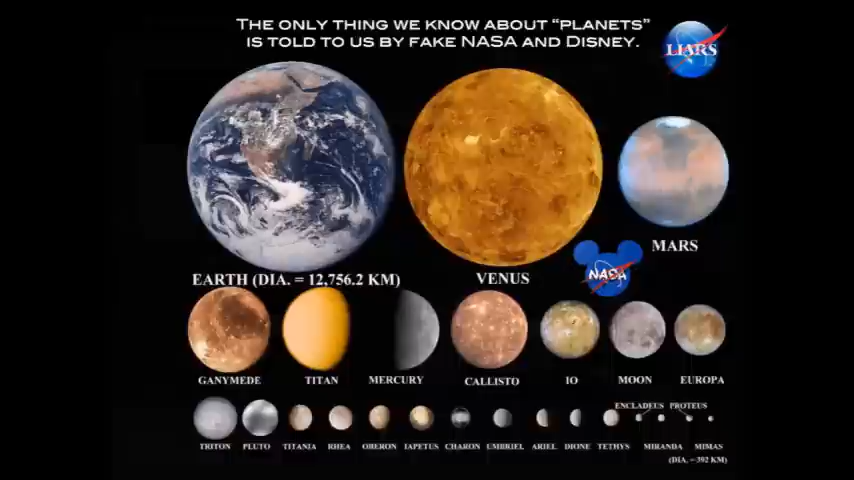 THE ONLY THING WE KNOW ABOUT “PLANETS”
IS TOLD TO US BY FAKE NASA AND DISNEY.
LIARS
MARS
EARTH (DIA. = 12,756.2 KM)
VENUS
NASA
GANYMEDE TITAN MERCURY CALLISTO IO MOON EUROPA
ENCLADEUS PROTEUS
TRITON PLUTO TITANIA RHEA OBERON IAPETUS CHARON UMBRIEL ARIEL DIONE TETHYS MIRANDA MIMAS
(DIA. = 392 KM)